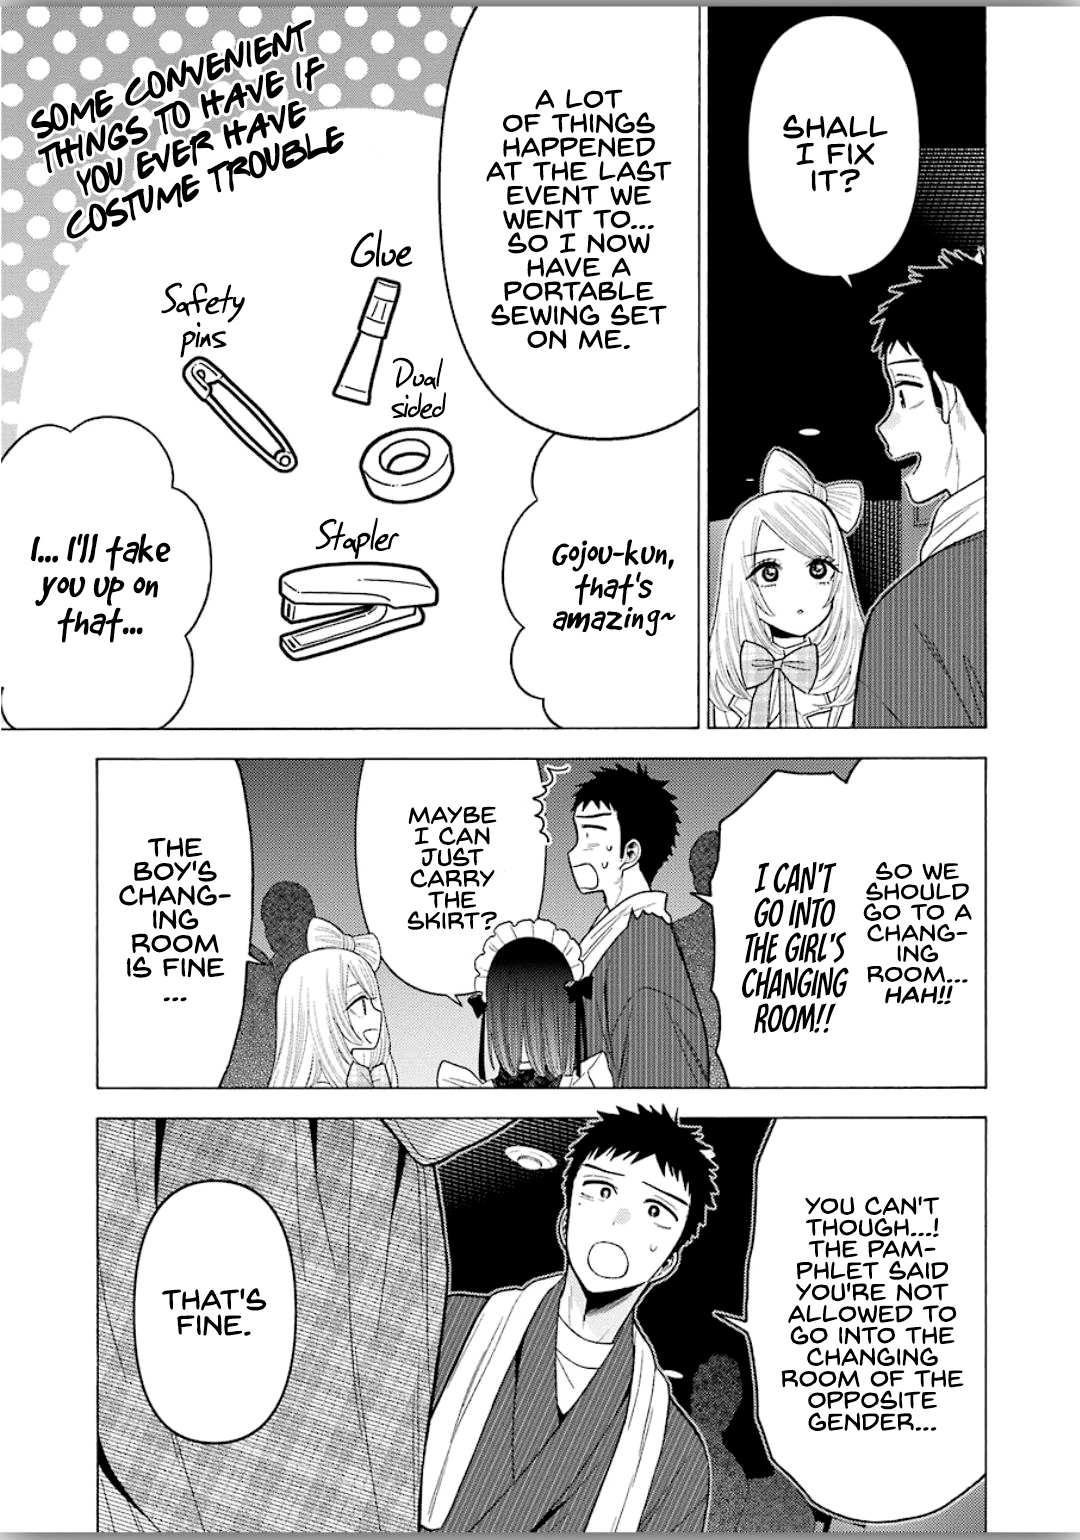 SHALL
I FIX
IT?
A LOT
OF THINGS
HAPPENED
AT THE LAST
EVENT WE
WENT TO...
SO I NOW
HAVE A
PORTABLE
SEWING SET
ON ME.
SOME CONVENIENT
THINGS TO HAVE IF
YOU EVER HAVE
COSTUME TROUBLE
Glue
Safety
pins
Dual
sided
Stapler
Gojou-kun,
that's
amazing~
I... I'll take
you up on
that...
SO WE
SHOULD
GO TO A
CHANG-
ING
ROOM...
HAH!!
I CAN'T
GO INTO
THE GIRL'S
CHANGING
ROOM!!
MAYBE
I CAN
JUST
CARRY
THE
SKIRT?
THE
BOY'S
CHANG-
ING
ROOM
IS FINE
...
YOU CAN'T
THOUGH...!
THE PAM-
PHLET SAID
YOU'RE NOT
ALLOWED TO
GO INTO THE
CHANGING
ROOM OF THE
OPPOSITE
GENDER...
THAT'S
FINE.